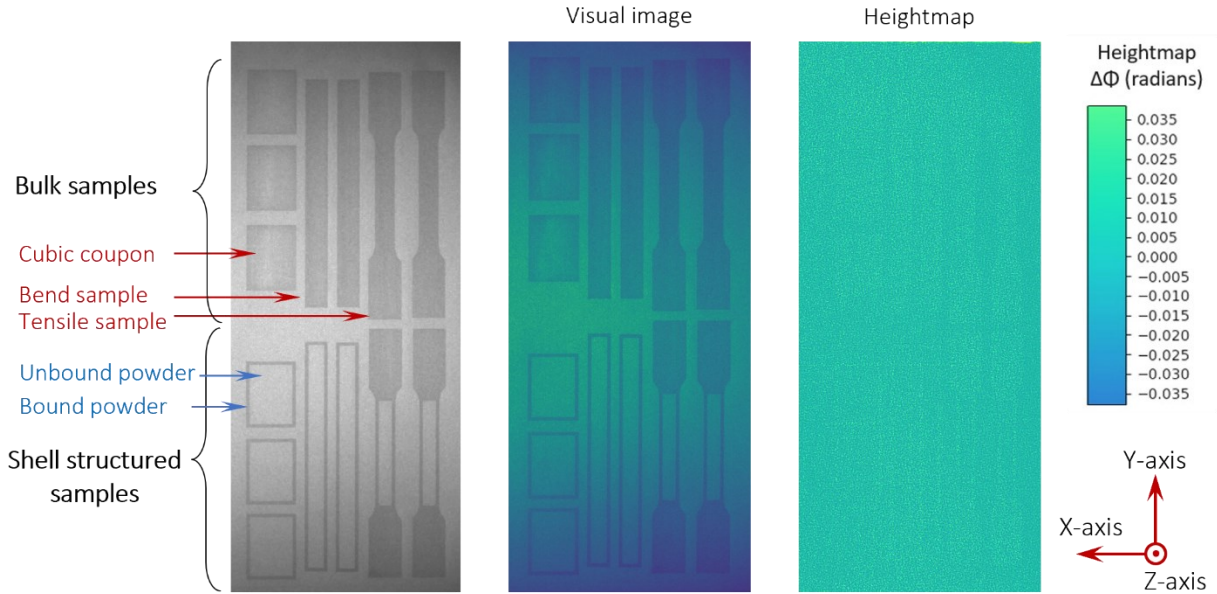 Visual image
Heightmap
Heightmap
ΔΦ (radians)
0.035
0.030
0.025
0.020
0.015
0.010
0.005
0.000
−0.005
−0.010
−0.015
−0.020
−0.025
−0.030
−0.035
Bulk samples
Cubic coupon
Bend sample
Tensile sample
Unbound powder
Bound powder
Shell structured
samples
Y-axis
X-axis
Z-axis